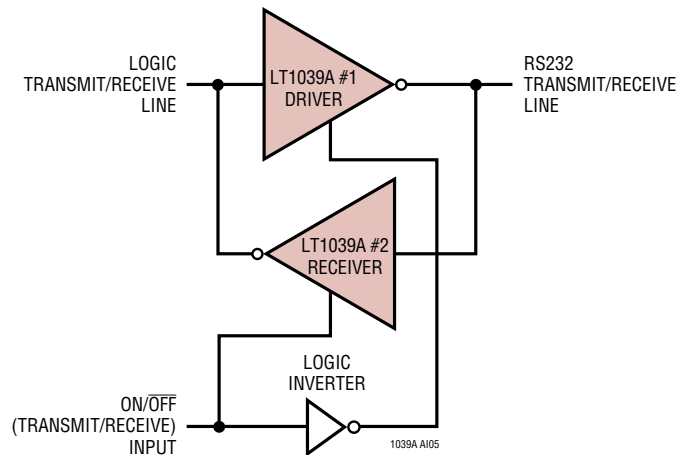 LOGIC
TRANSMIT/RECEIVE
LINE
LT1039A #1
DRIVER
RS232
TRANSMIT/RECEIVE
LINE
LT1039A #2
RECEIVER
LOGIC
INVERTER
ON/O̅F̅F̅
(TRANSMIT/RECEIVE)
INPUT
1039A AI05